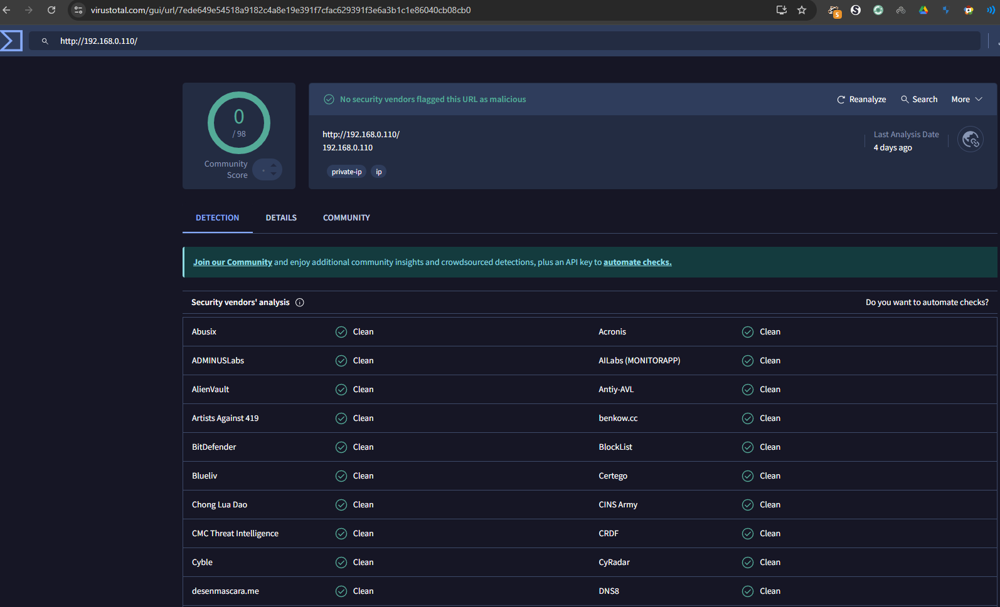 virustotal.com/gui/url/7ede649e54518a9182c4a8e19e391f7cfac629391f3e6a3b1c1e86040cb08cb0
5
http://192.168.0.110/
0
/ 98
Community
Score
No security vendors flagged this URL as malicious
Reanalyze
Search
More
http://192.168.0.110/
192.168.0.110
private-ip
ip
Last Analysis Date
4 days ago
DETECTION
DETAILS
COMMUNITY
Join our Community and enjoy additional community insights and crowdsourced detections, plus an API key to automate checks.
Security vendors' analysis
Do you want to automate checks?
Abusix Clean Acronis Clean
ADMINUSLabs Clean AILabs (MONITORAPP) Clean
AlienVault Clean Antiy-AVL Clean
Artists Against 419 Clean benkow.cc Clean
BitDefender Clean BlockList Clean
Blueliv Clean Certego Clean
Chong Lua Dao Clean CINS Army Clean
CMC Threat Intelligence Clean CRDF Clean
Cyble Clean CyRadar Clean
desenmascara.me Clean DNS8 Clean